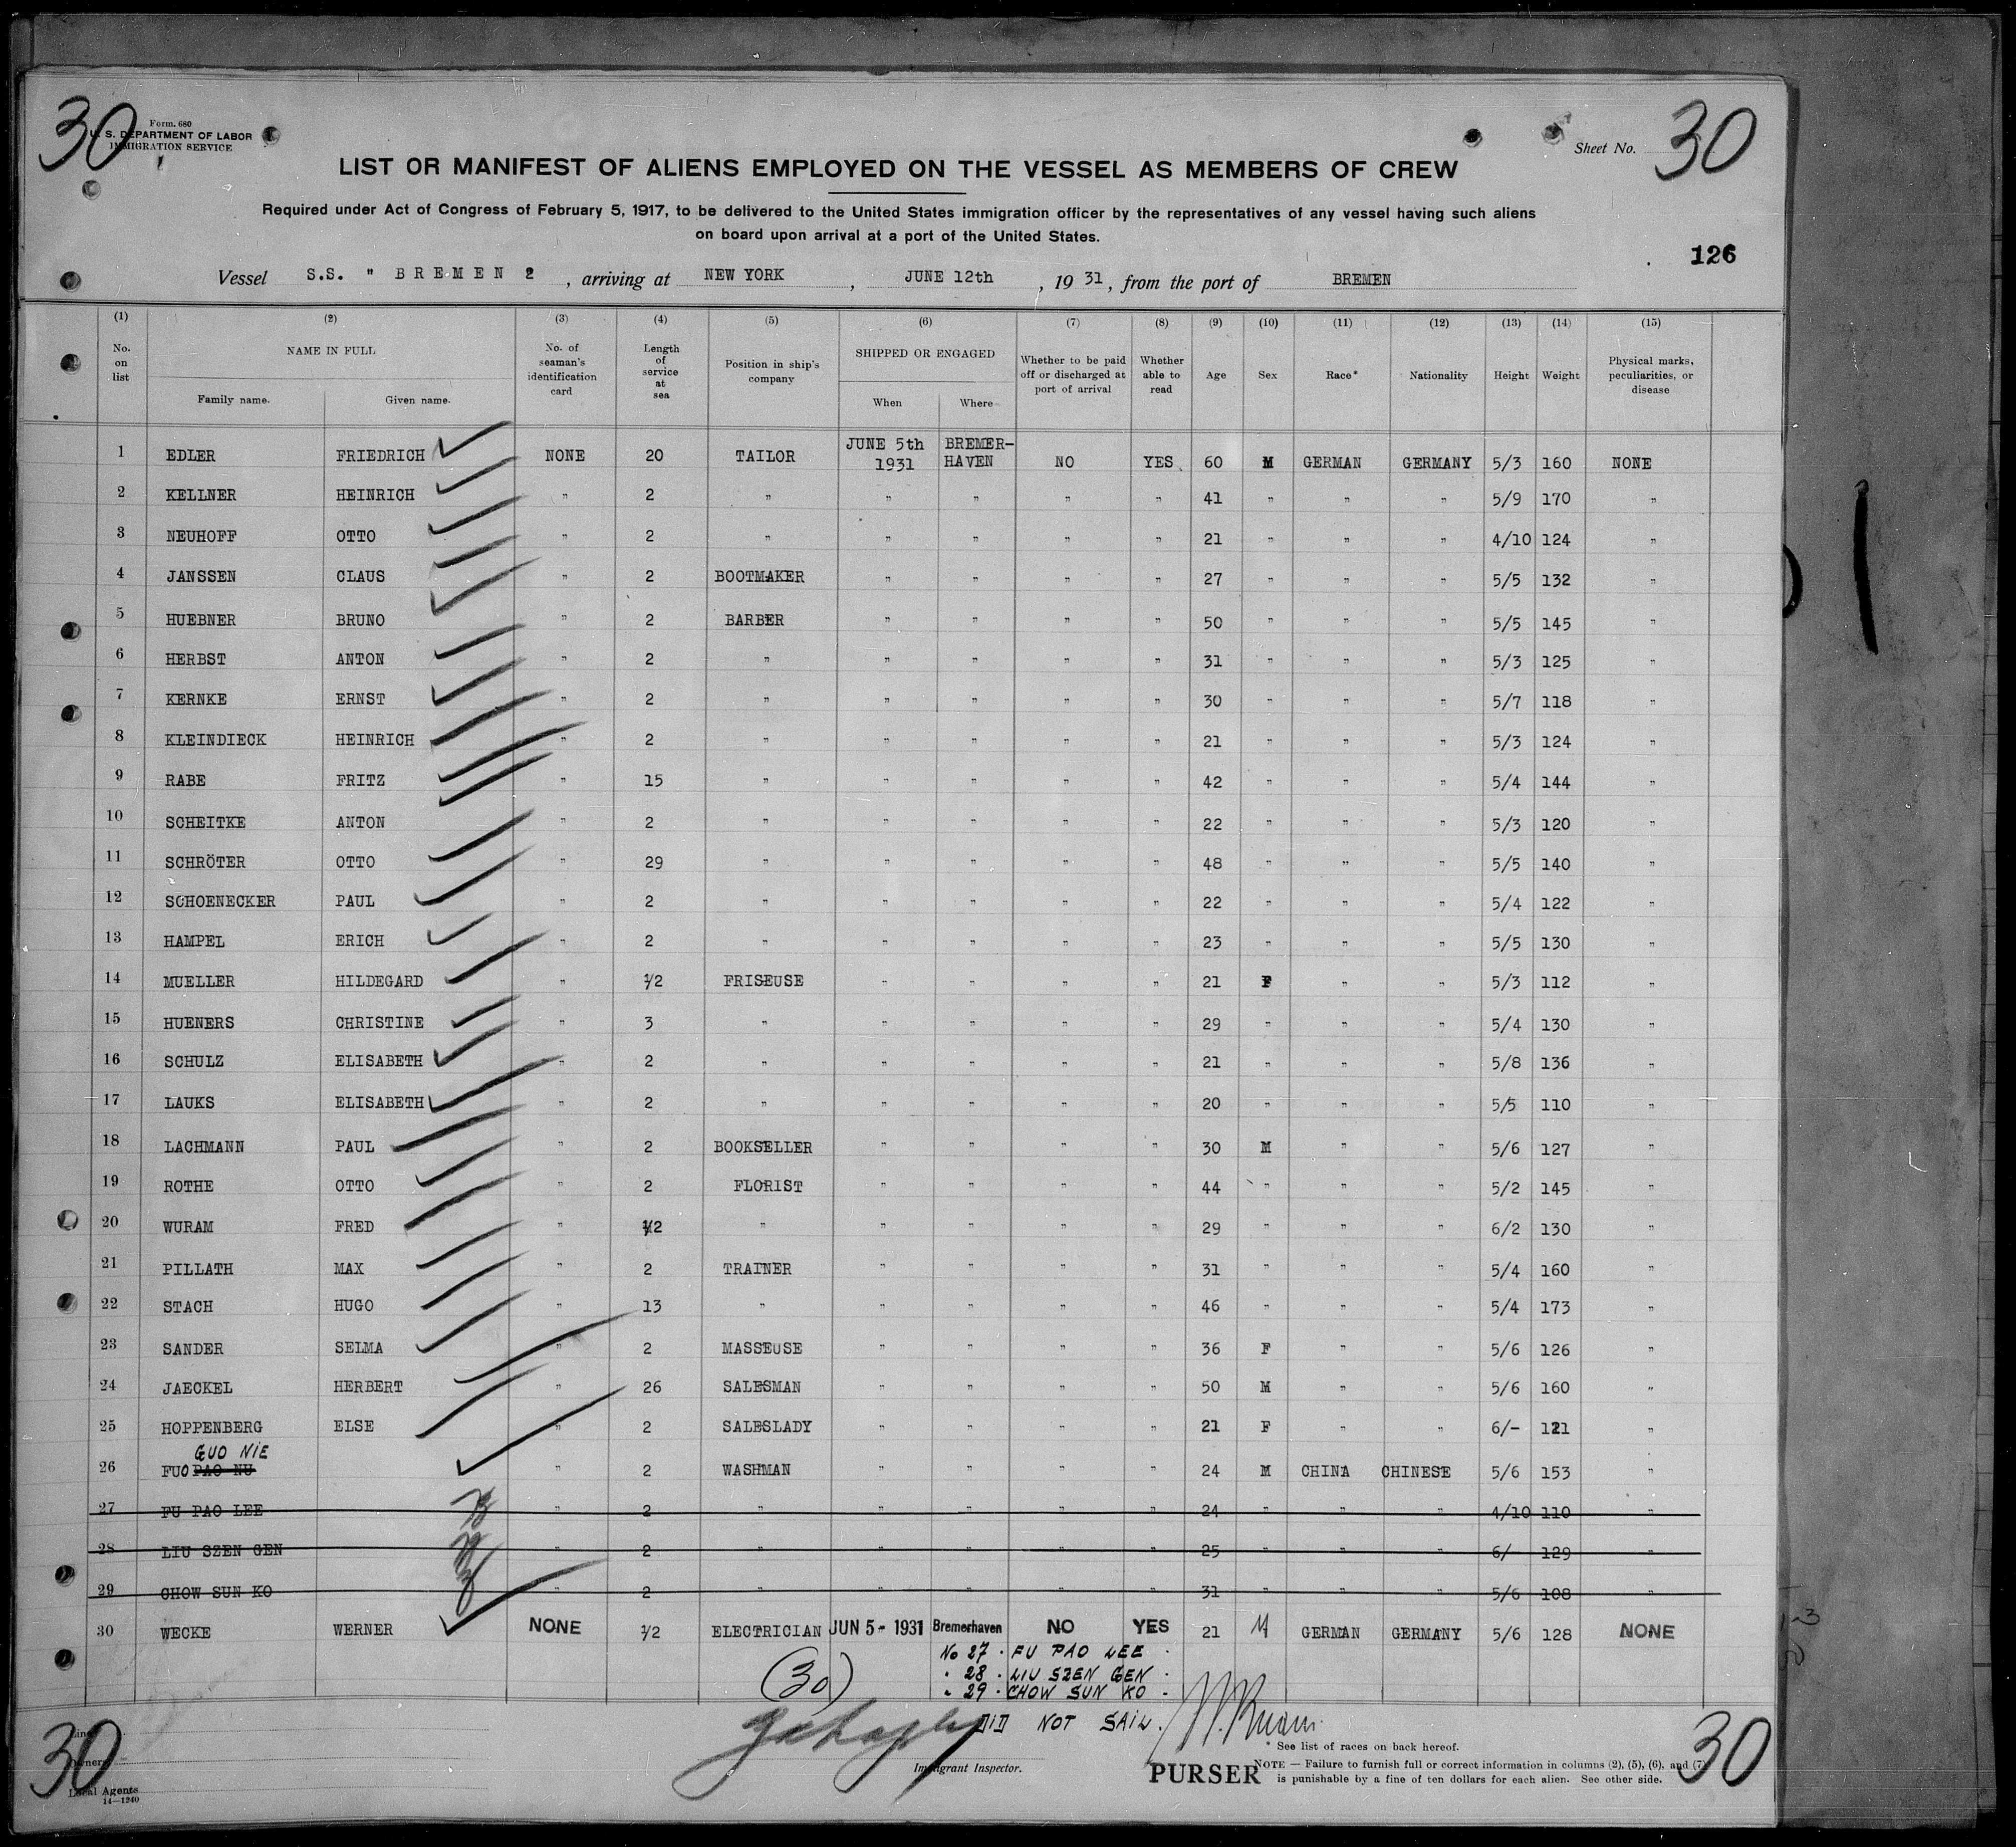 30
Form. 680
U. S. DEPARTMENT OF LABOR
IMMIGRATION SERVICE
Sheet No. 30
LIST OR MANIFEST OF ALIENS EMPLOYED ON THE VESSEL AS MEMBERS OF CREW
Required under Act of Congress of February 5, 1917, to be delivered to the United States immigration officer by the representatives of any vessel having such aliens
on board upon arrival at a port of the United States.
126
Vessel S.S. " BREMEN 2 , arriving at NEW YORK , JUNE 12th , 19 31, from the port of BREMEN
(1) (2) (3) (4) (5) (6) (7) (8) (9) (10) (11) (12) (13) (14) (15)
No. on list NAME IN FULL Family name. Given name. No. of seaman's identification card Length of service at sea Position in ship's company SHIPPED OR ENGAGED When Where Whether to be paid off or discharged at port of arrival Whether able to read Age Sex Race* Nationality Height Weight Physical marks, peculiarities, or disease
1 EDLER FRIEDRICH NONE 20 TAILOR JUNE 5th 1931 BREMER-HAVEN NO YES 60 M GERMAN GERMANY 5/3 160 NONE
2 KELLNER HEINRICH " 2 " " " " " 41 " " " 5/9 170 "
3 NEUHOFF OTTO " 2 " " " " " 21 " " " 4/10 124 "
4 JANSSEN CLAUS " 2 BOOTMAKER " " " " 27 " " " 5/5 132 "
5 HUEBNER BRUNO " 2 BARBER " " " " 50 " " " 5/5 145 "
6 HERBST ANTON " 2 " " " " " 31 " " " 5/3 125 "
7 KERNKE ERNST " 2 " " " " " 30 " " " 5/7 118 "
8 KLEINDIECK HEINRICH " 2 " " " " " 21 " " " 5/3 124 "
9 RABE FRITZ 15 " " " " " 42 " " " 5/4 144 "
10 SCHEITKE ANTON " 2 " " " " " 22 " " " 5/3 120 "
11 SCHRÖTER OTTO " 29 " " " " " 48 " " " 5/5 140 "
12 SCHOENECKER PAUL " 2 " " " " " 22 " " " 5/4 122 "
13 HAMPEL ERICH " 2 " " " " " 23 " " " 5/5 130 "
14 MUELLER HILDEGARD " 1/2 FRISEUSE " " " " 21 F " " 5/3 112 "
15 HUENERS CHRISTINE " 3 " " " " " 29 " " " 5/4 130 "
16 SCHULZ ELISABETH " 2 " " " " " 21 " " " 5/8 136 "
17 LAUKS ELISABETH " 2 " " " " " 20 " " " 5/5 110 "
18 LACHMANN PAUL " 2 BOOKSELLER " " " " 30 M " " 5/6 127 "
19 ROTHE OTTO " 2 FLORIST " " " " 44 " " " 5/2 145 "
20 WURAM FRED " 1/2 " " " " " 29 " " " 6/2 130 "
21 PILLATH MAX " 2 TRAINER " " " " 31 " " " 5/4 160 "
22 STACH HUGO " 13 " " " " " 46 " " " 5/4 173 "
23 SANDER SELMA " 2 MASSEUSE " " " " 36 F " " 5/6 126 "
24 JAECKEL HERBERT " 26 SALESMAN " " " " 50 M " " 5/6 160 "
25 HOPPENBERG ELSE " 2 SALESLADY " " " " 21 F " " 6/- 121 "
GUO NIE
26 FUO PAO NU " 2 WASHMAN " " " " 24 M CHINA CHINESE 5/6 153 "
27 FU PAO LEE " 2 " " " " " 24 " " " 4/10 110 "
28 LIU SZEN GEN " 2 " " " " " 25 " " " 6/- 129 "
29 CHOW SUN KO " 2 " " " " " 31 " " " 5/6 108 "
30 WECKE WERNER NONE 1/2 ELECTRICIAN JUN 5- 1931 Bremerhaven NO YES 21 M GERMAN GERMANY 5/6 128 NONE
No 27 . FU PAO LEE
" 28 . LIU SZEN GEN
" 29 . CHOW SUN KO -
(30)
DID NOT SAIL.
Immigrant Inspector.
PURSER
* See list of races on back hereof.
NOTE — Failure to furnish full or correct information in columns (2), (5), (6), and (7)
is punishable by a fine of ten dollars for each alien. See other side.
30
Owners
Local Agents
14—1240
30